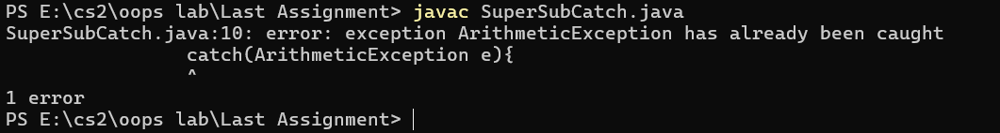 PS E:\cs2\oops lab\Last Assignment> javac SuperSubCatch.java
SuperSubCatch.java:10: error: exception ArithmeticException has already been caught
                catch(ArithmeticException e){
                ^
1 error
PS E:\cs2\oops lab\Last Assignment>